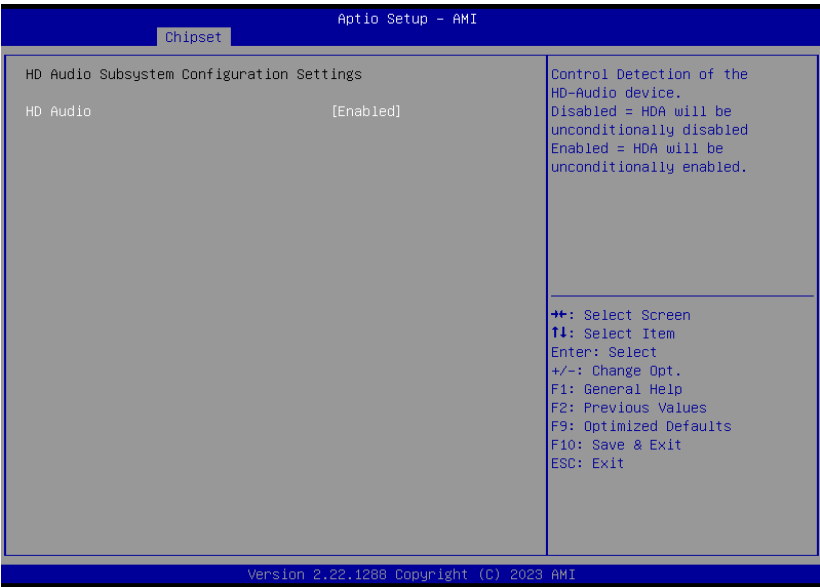 Aptio Setup – AMI
Chipset
HD Audio Subsystem Configuration Settings
HD Audio [Enabled]
Control Detection of the
HD-Audio device.
Disabled = HDA will be
unconditionally disabled
Enabled = HDA will be
unconditionally enabled.
→←: Select Screen
↑↓: Select Item
Enter: Select
+/-: Change Opt.
F1: General Help
F2: Previous Values
F9: Optimized Defaults
F10: Save & Exit
ESC: Exit
Version 2.22.1288 Copyright (C) 2023 AMI